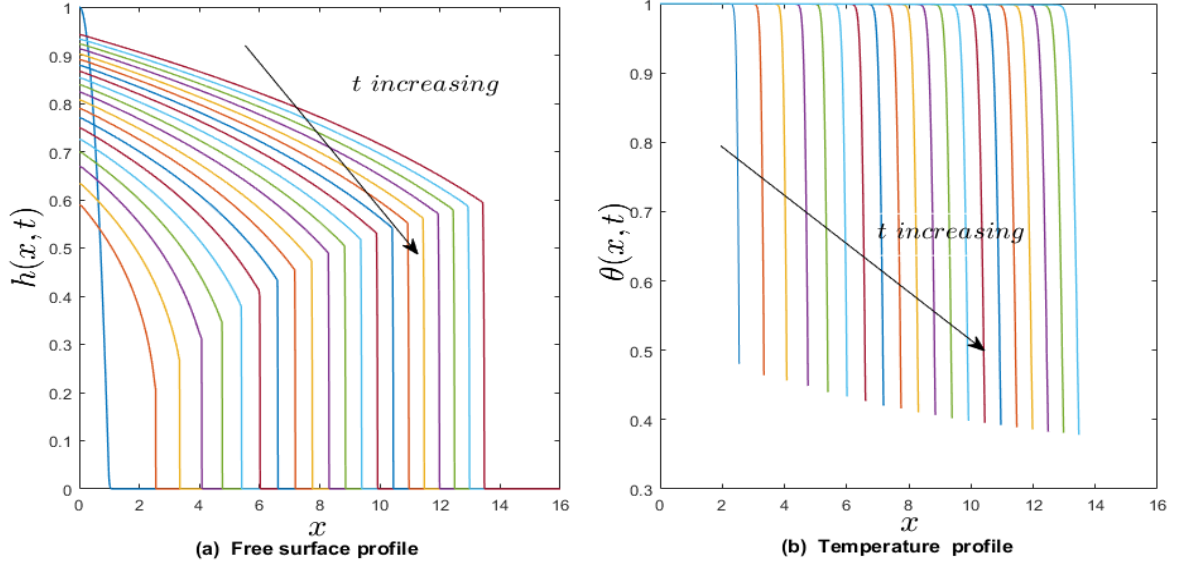 1
0.9
0.8
0.7
0.6
0.5
0.4
0.3
0.2
0.1
0
0 2 4 6 8 10 12 14 16
h(x, t)
x
t increasing
(a) Free surface profile
1
0.9
0.8
0.7
0.6
0.5
0.4
0.3
0 2 4 6 8 10 12 14 16
θ(x, t)
x
t increasing
(b) Temperature profile